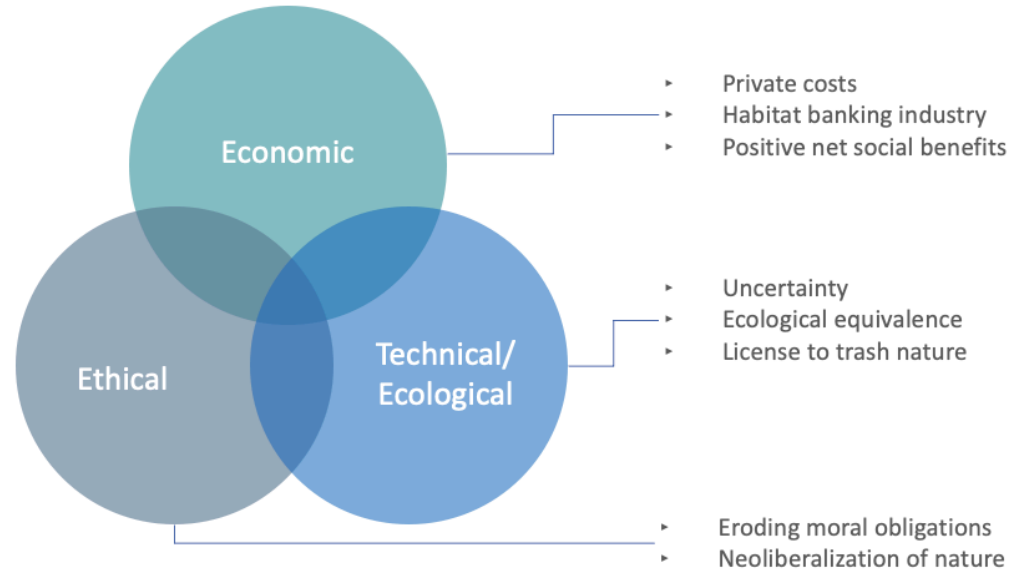 Economic
Private costs
Habitat banking industry
Positive net social benefits
Technical/
Ecological
Uncertainty
Ecological equivalence
License to trash nature
Ethical
Eroding moral obligations
Neoliberalization of nature